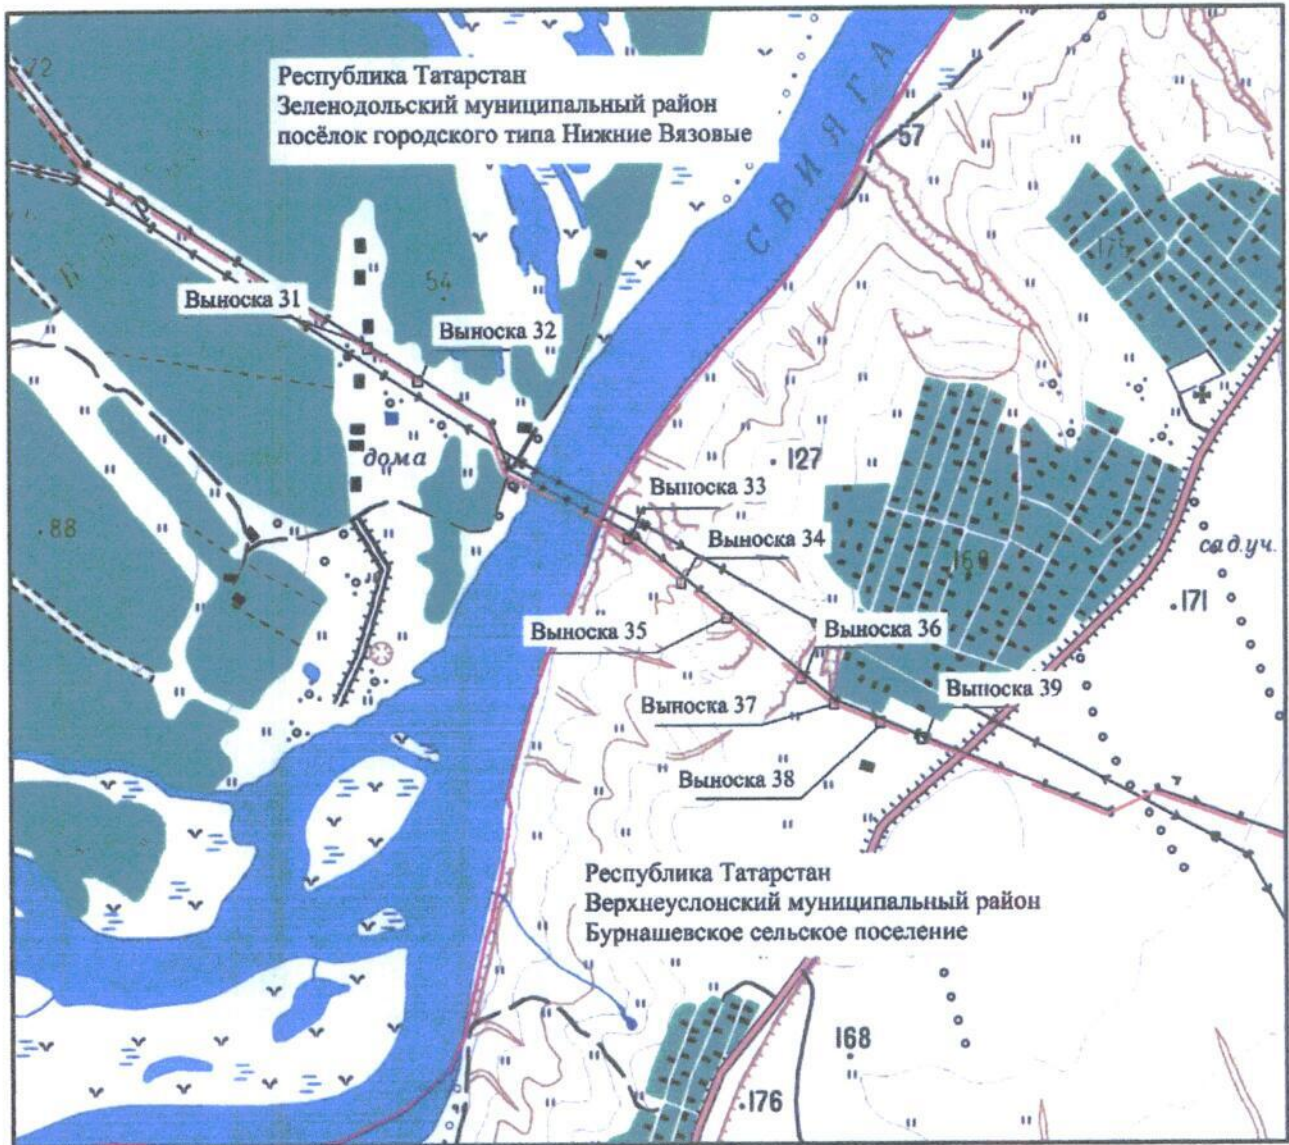 72
Республика Татарстан
Зеленодольский муниципальный район
посёлок городского типа Нижние Вязовые
СВИЯГА
57
54
Выноска 31
Выноска 32
дома
127
Выноска 33
Выноска 34
88
169
сад.уч.
171
Выноска 35
Выноска 36
Выноска 37
Выноска 39
Выноска 38
Республика Татарстан
Верхнеуслонский муниципальный район
Бурнашевское сельское поселение
168
176